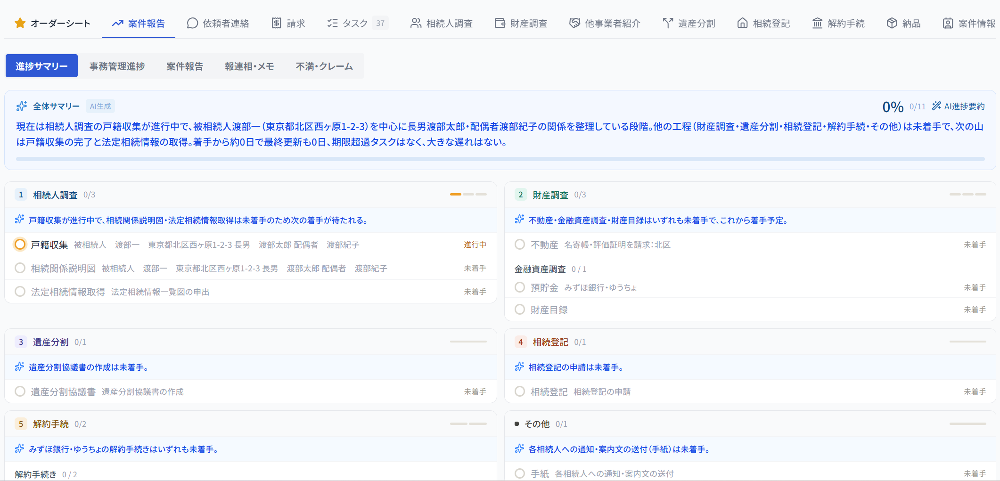 オーダーシート 案件報告 依頼者連絡 請求 タスク 37 相続人調査 財産調査 他事業者紹介 遺産分割 相続登記 解約手続 納品 案件情報
進捗サマリー 事務管理進捗 案件報告 報連相・メモ 不満・クレーム
全体サマリー AI生成 0% 0/11 AI進捗要約
現在は相続人調査の戸籍収集が進行中で、被相続人渡部一（東京都北区西ヶ原1-2-3）を中心に長男渡部太郎・配偶者渡部紀子の関係を整理している段階。他の工程（財産調査・遺産分割・相続登記・解約手続・その他）は未着手で、次の山
は戸籍収集の完了と法定相続情報の取得。着手から約0日で最終更新も0日、期限超過タスクはなく、大きな遅れはない。
1 相続人調査 0/3
戸籍収集が進行中で、相続関係説明図・法定相続情報取得は未着手のため次の着手が待たれる。
戸籍収集 被相続人 渡部一 東京都北区西ヶ原1-2-3 長男 渡部太郎 配偶者 渡部紀子 進行中
相続関係説明図 被相続人 渡部一 東京都北区西ヶ原1-2-3 長男 渡部太郎 配偶者 渡部紀子 未着手
法定相続情報取得 法定相続情報一覧図の申出 未着手
2 財産調査 0/3
不動産・金融資産調査・財産目録はいずれも未着手で、これから着手予定。
不動産 名寄帳・評価証明を請求：北区 未着手
金融資産調査 0 / 1
預貯金 みずほ銀行・ゆうちょ 未着手
財産目録 未着手
3 遺産分割 0/1
遺産分割協議書の作成は未着手。
遺産分割協議書 遺産分割協議書の作成 未着手
4 相続登記 0/1
相続登記の申請は未着手。
相続登記 相続登記の申請 未着手
5 解約手続 0/2
みずほ銀行・ゆうちょの解約手続きはいずれも未着手。
解約手続き 0 / 2
その他 0/1
各相続人への通知・案内文の送付（手紙）は未着手。
手紙 各相続人への通知・案内文の送付 未着手